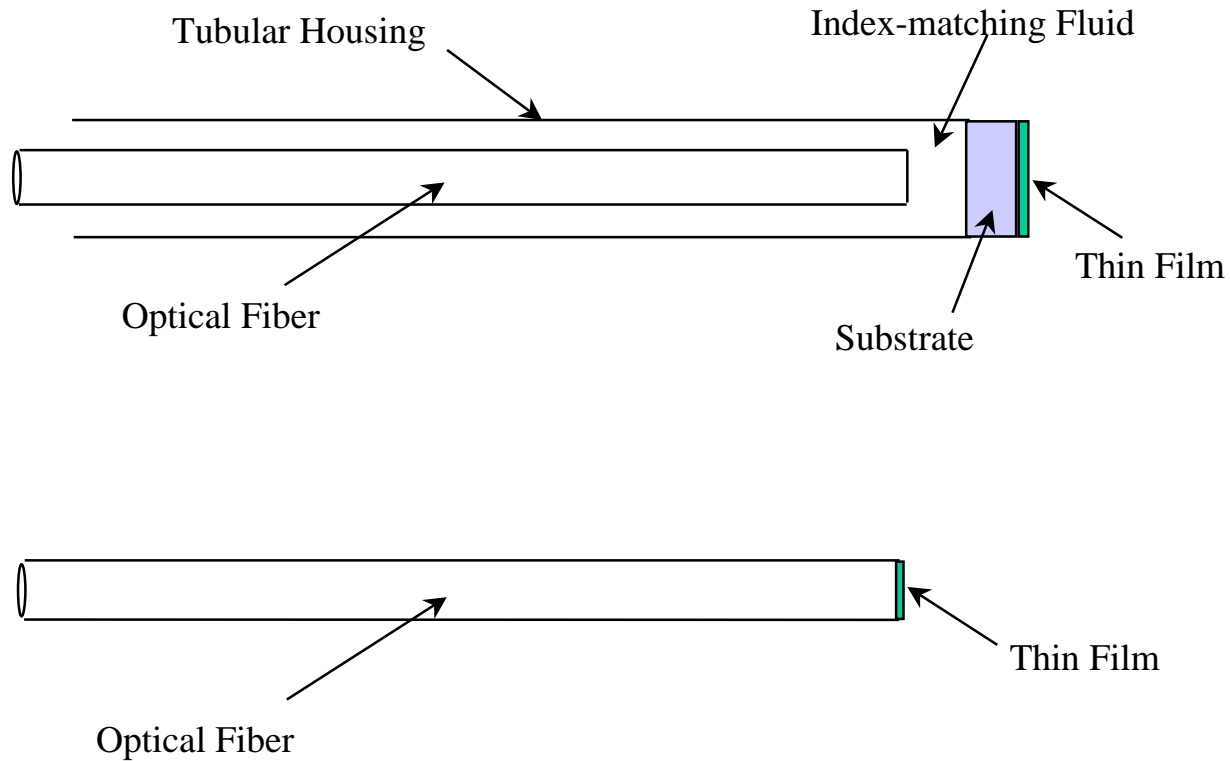 Tubular Housing
Index-matching Fluid
Thin Film
Optical Fiber
Substrate
Thin Film
Optical Fiber